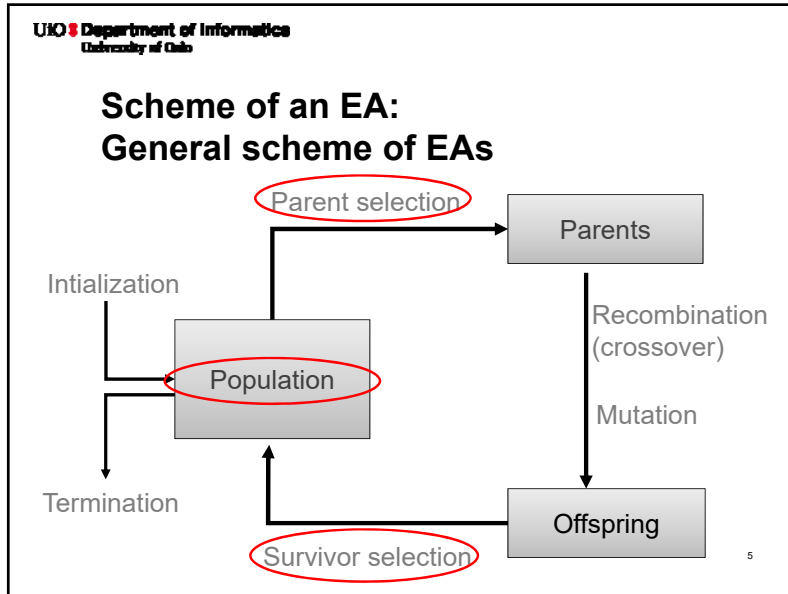 UiO Department of Informatics
University of Oslo
Scheme of an EA:
General scheme of EAs
Parent selection
Parents
Intialization
Recombination
(crossover)
Population
Mutation
Termination
Offspring
Survivor selection
5